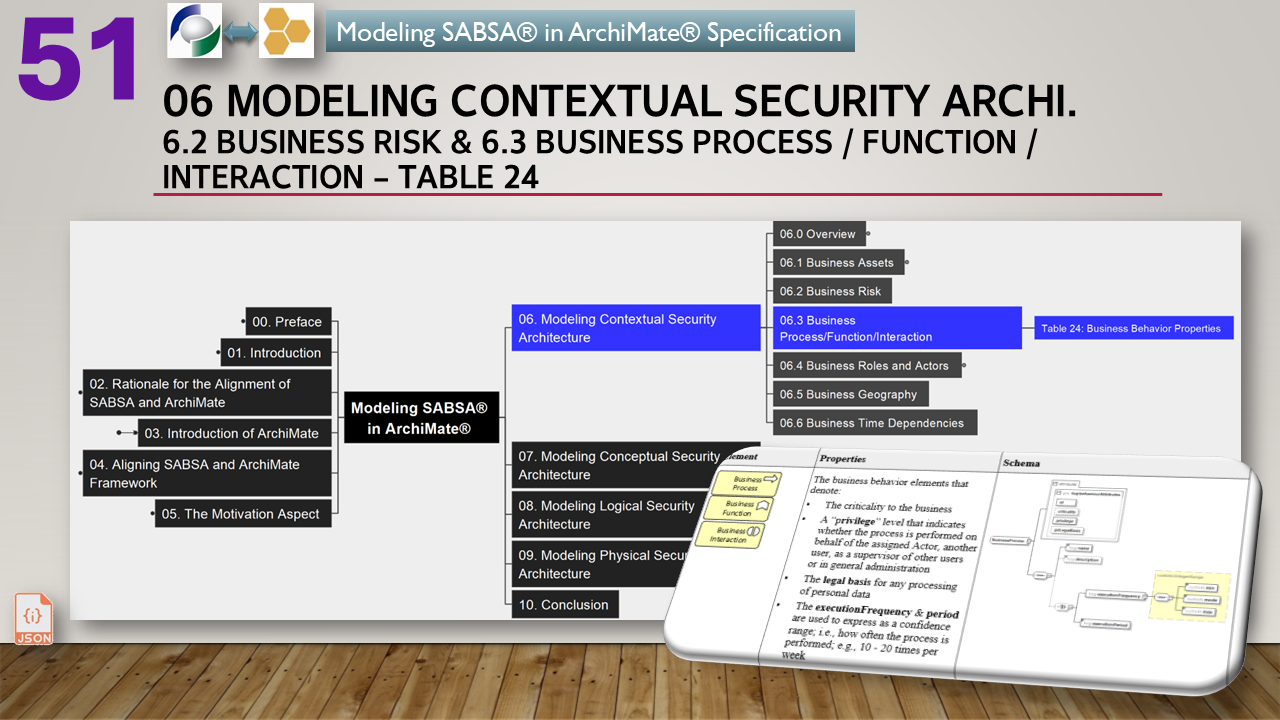 51
Modeling SABSA® in ArchiMate® Specification
06 MODELING CONTEXTUAL SECURITY ARCHI.
6.2 BUSINESS RISK & 6.3 BUSINESS PROCESS / FUNCTION /
INTERACTION – TABLE 24
00. Preface
01. Introduction
02. Rationale for the Alignment of
SABSA and ArchiMate
03. Introduction of ArchiMate
04. Aligning SABSA and ArchiMate
Framework
05. The Motivation Aspect
Modeling SABSA®
in ArchiMate®
06. Modeling Contextual Security
Architecture
06.0 Overview
06.1 Business Assets
06.2 Business Risk
06.3 Business
Process/Function/Interaction
Table 24: Business Behavior Properties
06.4 Business Roles and Actors
06.5 Business Geography
06.6 Business Time Dependencies
07. Modeling Conceptual Security
Architecture
08. Modeling Logical Security
Architecture
09. Modeling Physical Secur
Architecture
10. Conclusion
lement
Properties
Schema
Business
Process
Business
Function
Business
Interaction
The business behavior elements that
denote:
• The criticality to the business
• A "privilege" level that indicates
whether the process is performed on
behalf of the assigned Actor, another
user, as a supervisor of other users
or in general administration
• The legal basis for any processing
of personal data
• The executionFrequency & period
are used to express as a confidence
range; i.e., how often the process is
performed; e.g., 10 - 20 times per
week
{i}
JSON